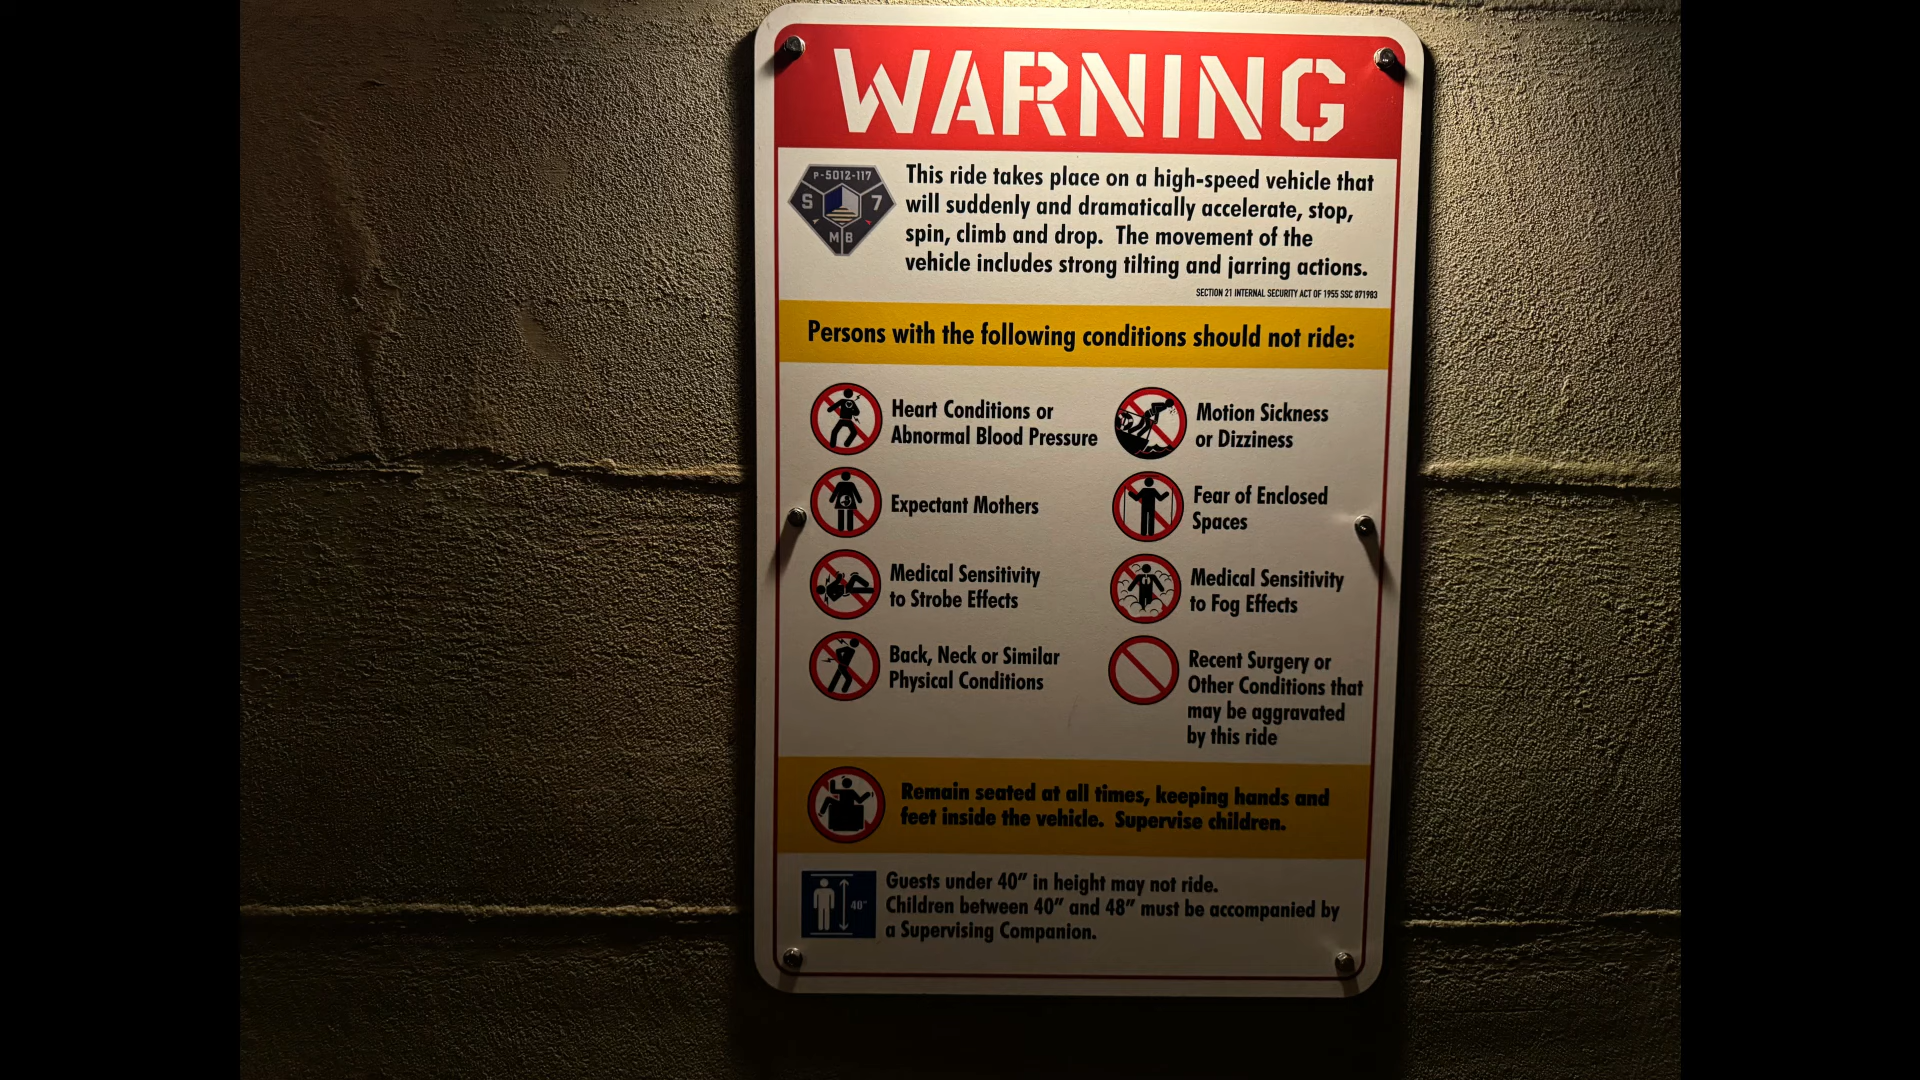 WARNING
P-5012-117
S 7
M B
This ride takes place on a high-speed vehicle that
will suddenly and dramatically accelerate, stop,
spin, climb and drop.  The movement of the
vehicle includes strong tilting and jarring actions.
SECTION 21 INTERNAL SECURITY ACT OF 1955 SSC 871983
Persons with the following conditions should not ride:
Heart Conditions or
Abnormal Blood Pressure
Motion Sickness
or Dizziness
Expectant Mothers
Fear of Enclosed
Spaces
Medical Sensitivity
to Strobe Effects
Medical Sensitivity
to Fog Effects
Back, Neck or Similar
Physical Conditions
Recent Surgery or
Other Conditions that
may be aggravated
by this ride
Remain seated at all times, keeping hands and
feet inside the vehicle.  Supervise children.
40"
Guests under 40″ in height may not ride.
Children between 40″ and 48″ must be accompanied by
a Supervising Companion.